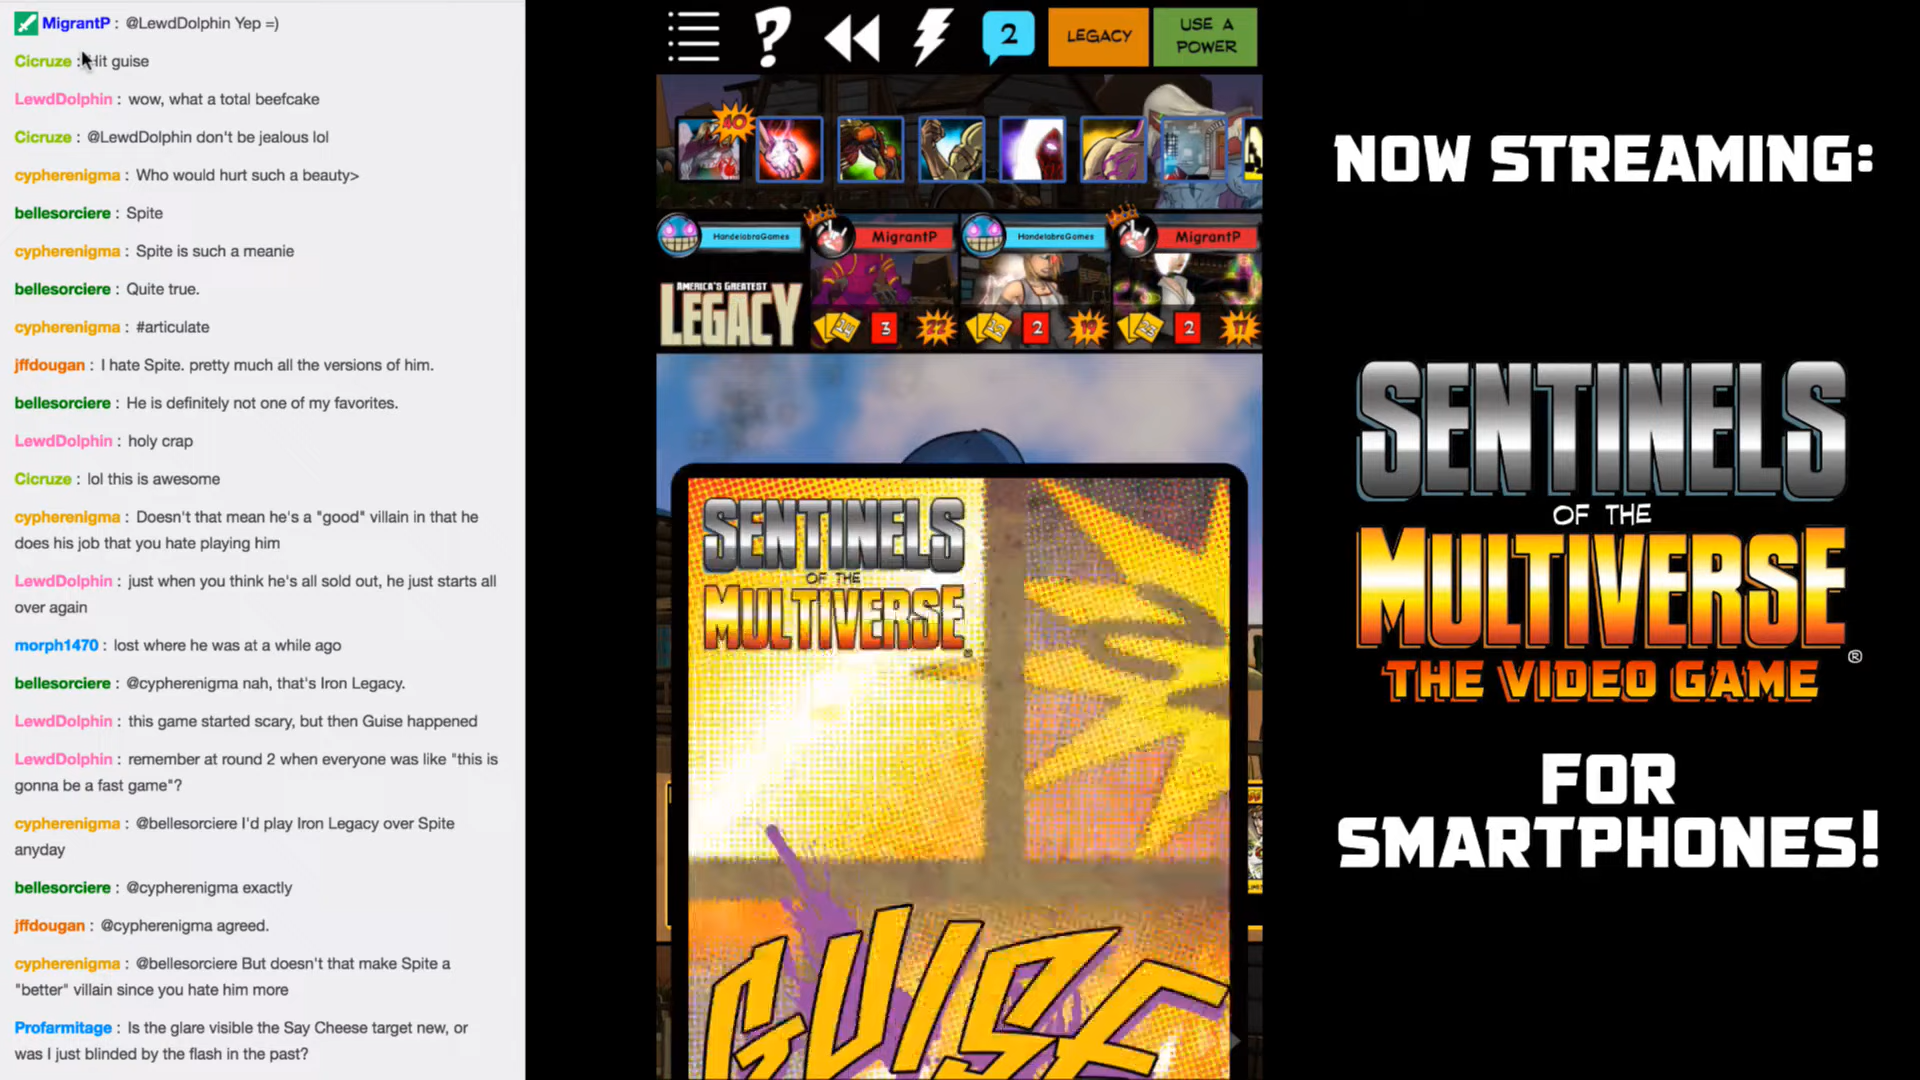 MigrantP : @LewdDolphin Yep =)
Cicruze : Hit guise
LewdDolphin : wow, what a total beefcake
Cicruze : @LewdDolphin don't be jealous lol
cypherenigma : Who would hurt such a beauty>
bellesorciere : Spite
cypherenigma : Spite is such a meanie
bellesorciere : Quite true.
cypherenigma : #articulate
jffdougan : I hate Spite. pretty much all the versions of him.
bellesorciere : He is definitely not one of my favorites.
LewdDolphin : holy crap
Cicruze : lol this is awesome
cypherenigma : Doesn't that mean he's a "good" villain in that he
does his job that you hate playing him
LewdDolphin : just when you think he's all sold out, he just starts all
over again
morph1470 : lost where he was at a while ago
bellesorciere : @cypherenigma nah, that's Iron Legacy.
LewdDolphin : this game started scary, but then Guise happened
LewdDolphin : remember at round 2 when everyone was like "this is
gonna be a fast game"?
cypherenigma : @bellesorciere I'd play Iron Legacy over Spite
anyday
bellesorciere : @cypherenigma exactly
jffdougan : @cypherenigma agreed.
cypherenigma : @bellesorciere But doesn't that make Spite a
"better" villain since you hate him more
Profarmitage : Is the glare visible the Say Cheese target new, or
was I just blinded by the flash in the past?
?
2
LEGACY
USE A
POWER
40
HandelabraGames
MigrantP
HandelabraGames
MigrantP
AMERICA'S GREATEST
LEGACY
24 3 22
22 2 19
23 2 17
SENTINELS
OF THE
MULTIVERSE
GUISE
NOW STREAMING:
SENTINELS
OF THE
MULTIVERSE
®
THE VIDEO GAME
FOR
SMARTPHONES!